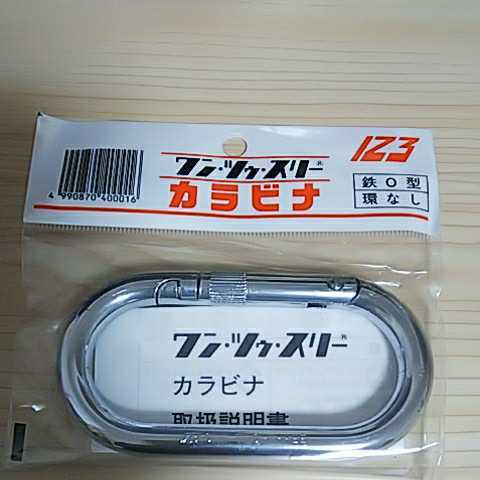 ワン・ツゥ・スリー®
カラビナ
123
鉄O型
環なし
4 990870 400016
ワン・ツゥ・スリー®
カラビナ
取扱説明書